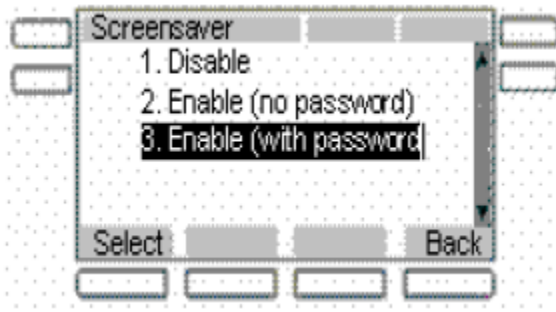 Screensaver
1. Disable
2. Enable (no password)
3. Enable (with password
Select Back